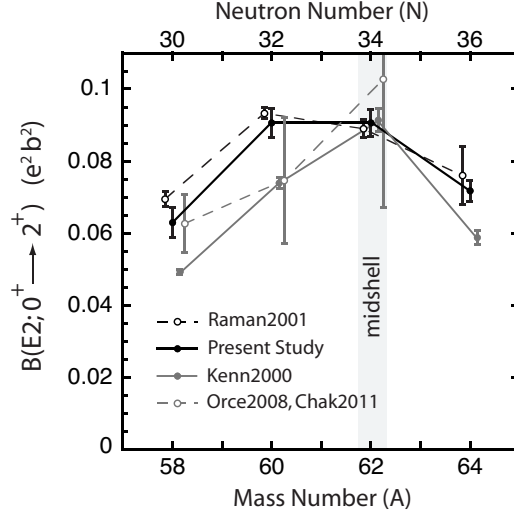 Neutron Number (N)
30 32 34 36
B(E2; 0⁺ ⟶ 2⁺) (e² b²)
0.1
0.08
0.06
0.04
0.02
0
midshell
Raman2001
Present Study
Kenn2000
Orce2008, Chak2011
58 60 62 64
Mass Number (A)